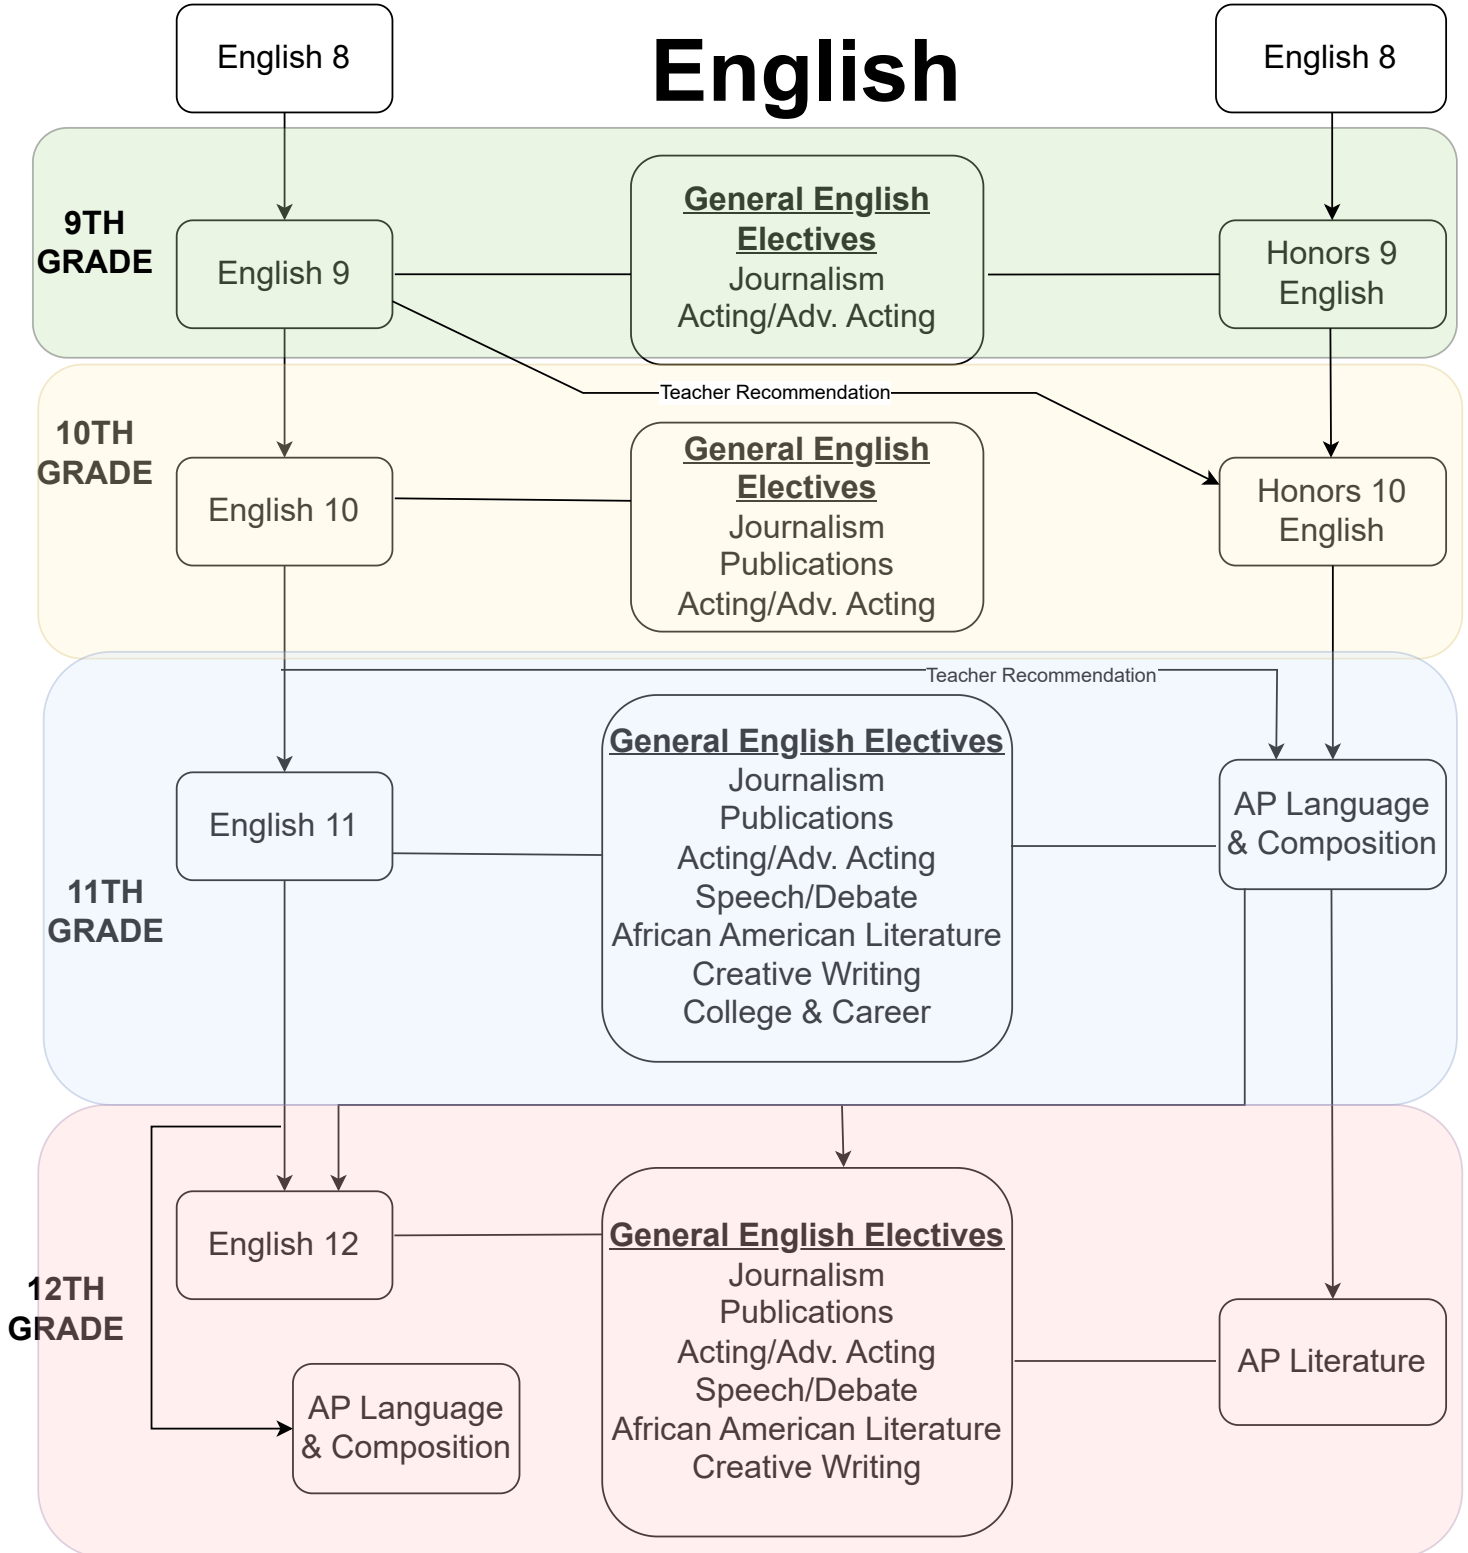 English 8
English
English 8
9TH
GRADE
English 9
General English
Electives
Journalism
Acting/Adv. Acting
Honors 9
English
Teacher Recommendation
10TH
GRADE
English 10
General English
Electives
Journalism
Publications
Acting/Adv. Acting
Honors 10
English
Teacher Recommendation
11TH
GRADE
English 11
General English Electives
Journalism
Publications
Acting/Adv. Acting
Speech/Debate
African American Literature
Creative Writing
College & Career
AP Language
& Composition
12TH
GRADE
English 12
AP Language
& Composition
General English Electives
Journalism
Publications
Acting/Adv. Acting
Speech/Debate
African American Literature
Creative Writing
AP Literature